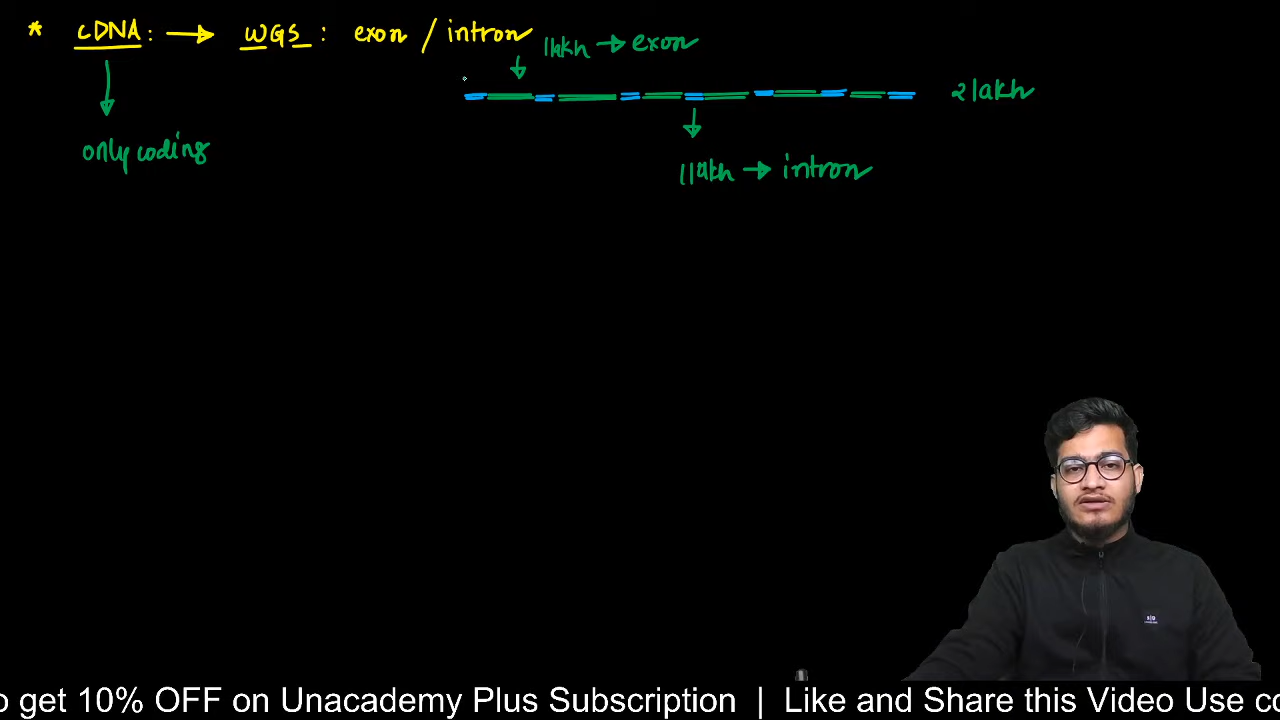 * cDNA: → WGS: exon / intron
1lakh → exon
2lakh
only coding
1lakh → intron
o get 10% OFF on Unacademy Plus Subscription | Like and Share this Video Use co